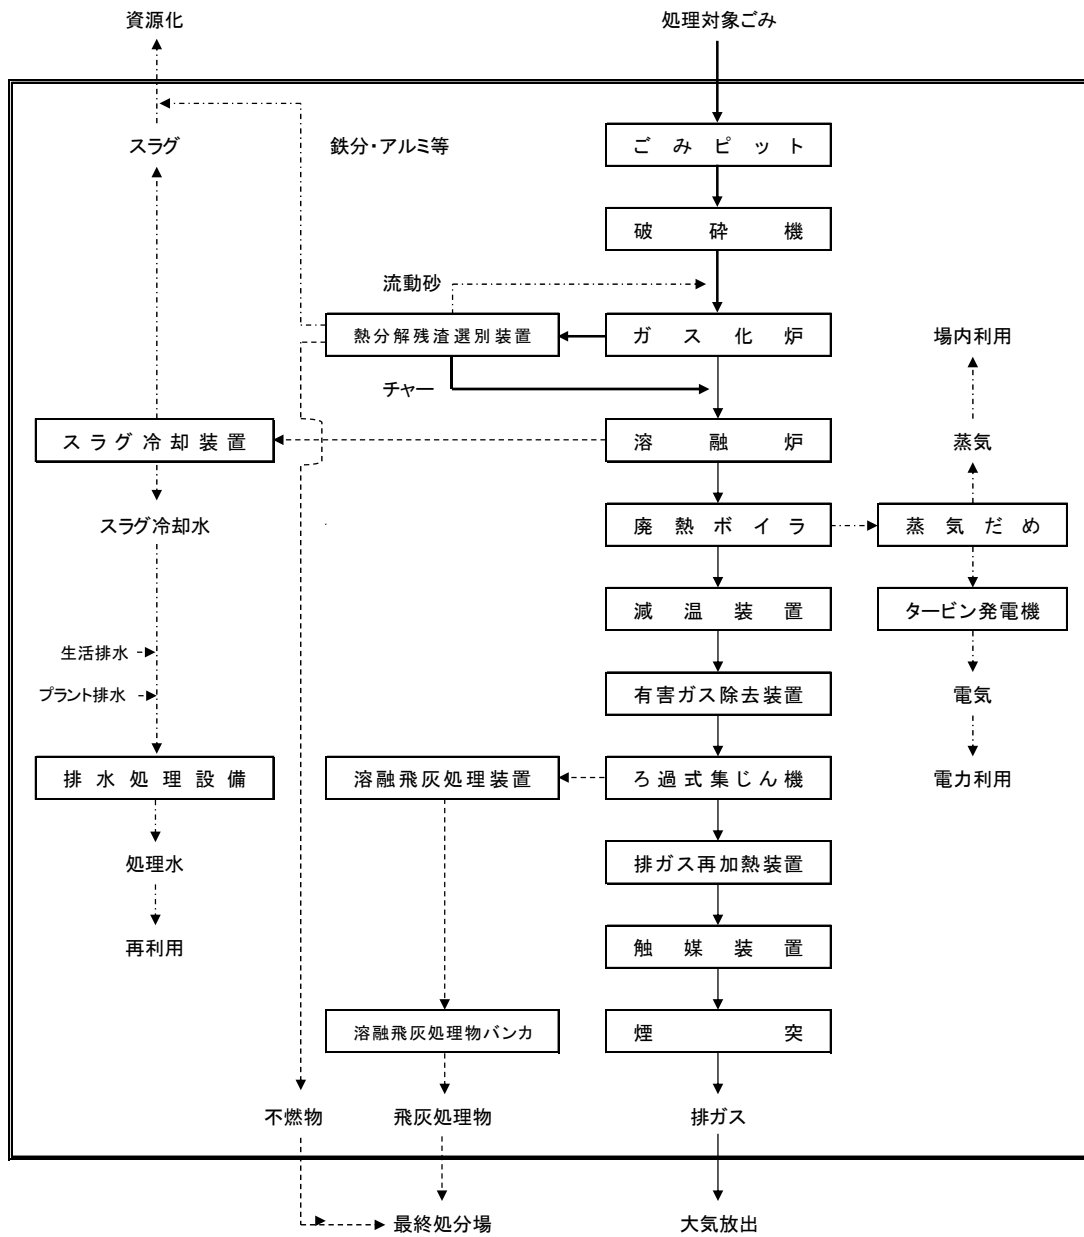 資源化
処理対象ごみ
スラグ
鉄分・アルミ等
ごみピット
破砕機
流動砂
熱分解残渣選別装置
ガス化炉
場内利用
チャー
スラグ冷却装置
溶融炉
蒸気
スラグ冷却水
廃熱ボイラ
蒸気だめ
減温装置
タービン発電機
生活排水
プラント排水
有害ガス除去装置
電気
排水処理設備
溶融飛灰処理装置
ろ過式集じん機
電力利用
処理水
排ガス再加熱装置
再利用
触媒装置
溶融飛灰処理物バンカ
煙突
不燃物
飛灰処理物
排ガス
最終処分場
大気放出